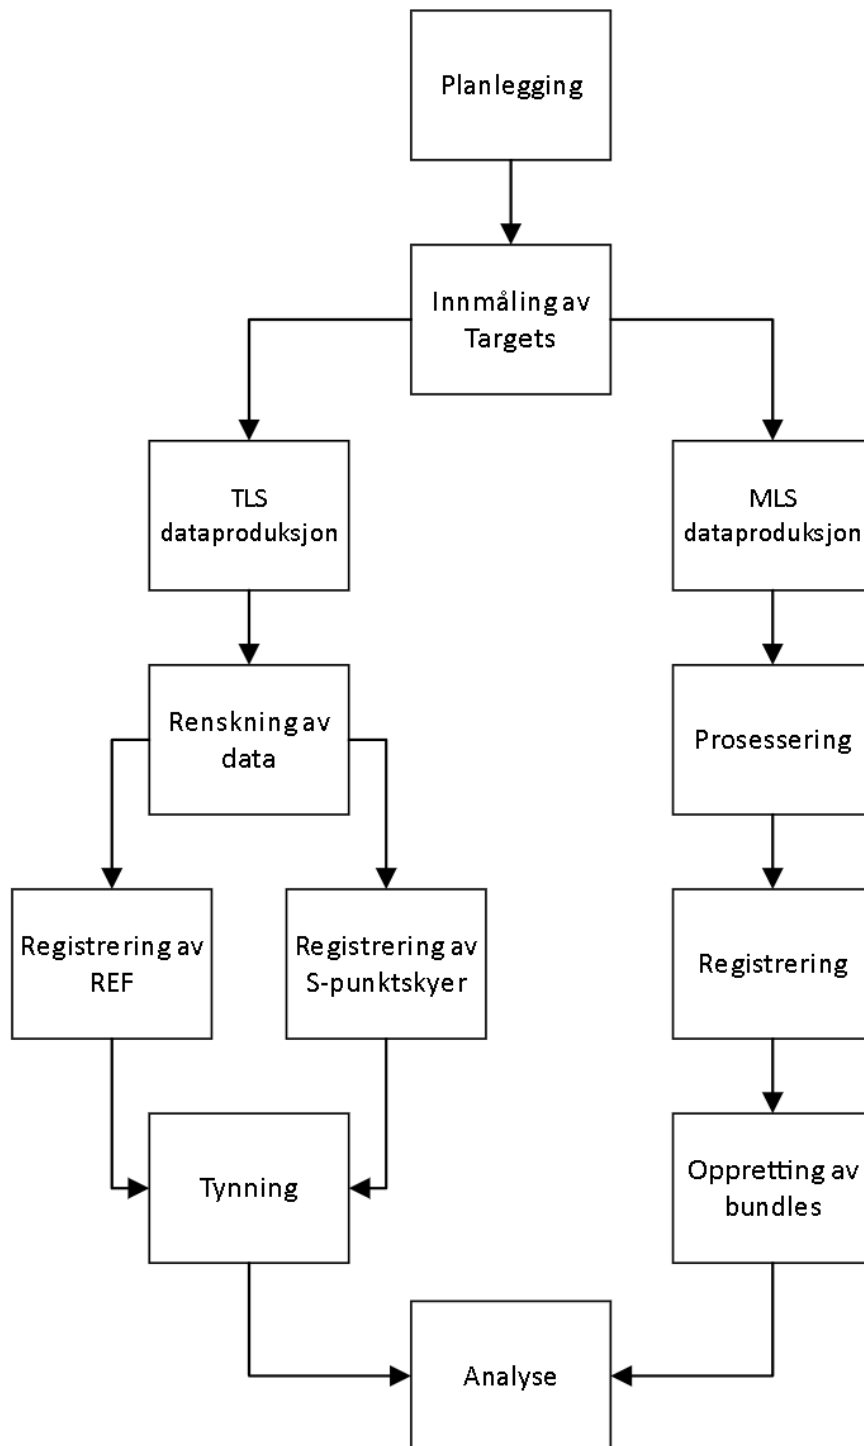 Planlegging
Innmåling av
Targets
TLS
dataproduksjon
MLS
dataproduksjon
Renskning av
data
Prosessering
Registrering av
REF
Registrering av
S-punktskyer
Registrering
Tynning
Oppretting av
bundles
Analyse